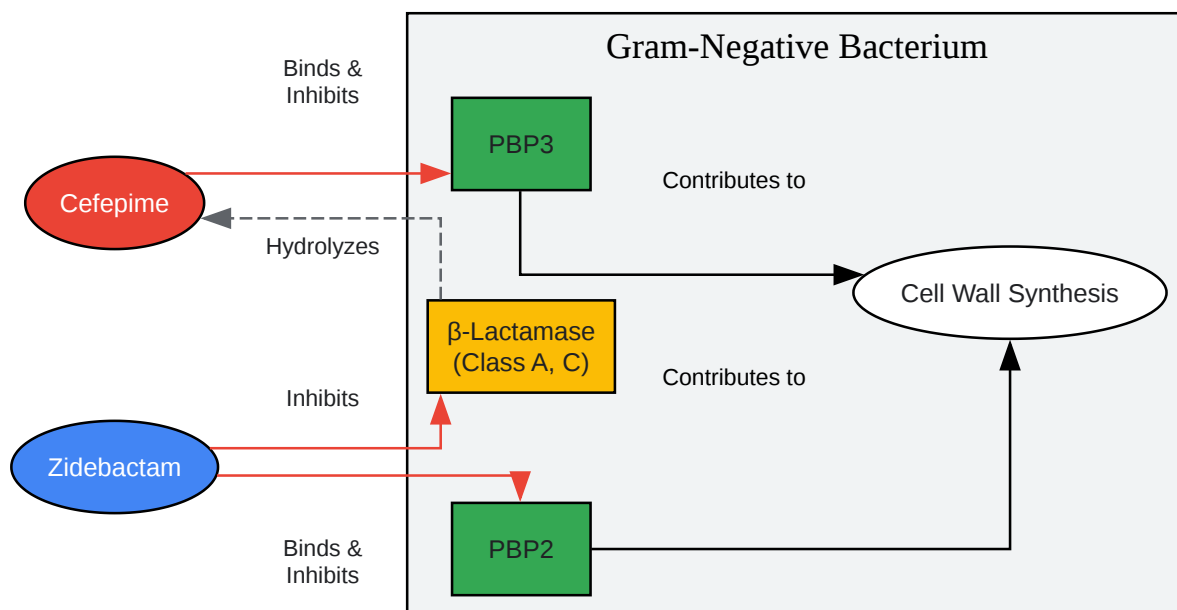 Gram-Negative Bacterium
Binds &
Inhibits
PBP3
Contributes to
Cefepime
Hydrolyzes
Cell Wall Synthesis
β-Lactamase
(Class A, C)
Contributes to
Inhibits
Zidebactam
PBP2
Binds &
Inhibits